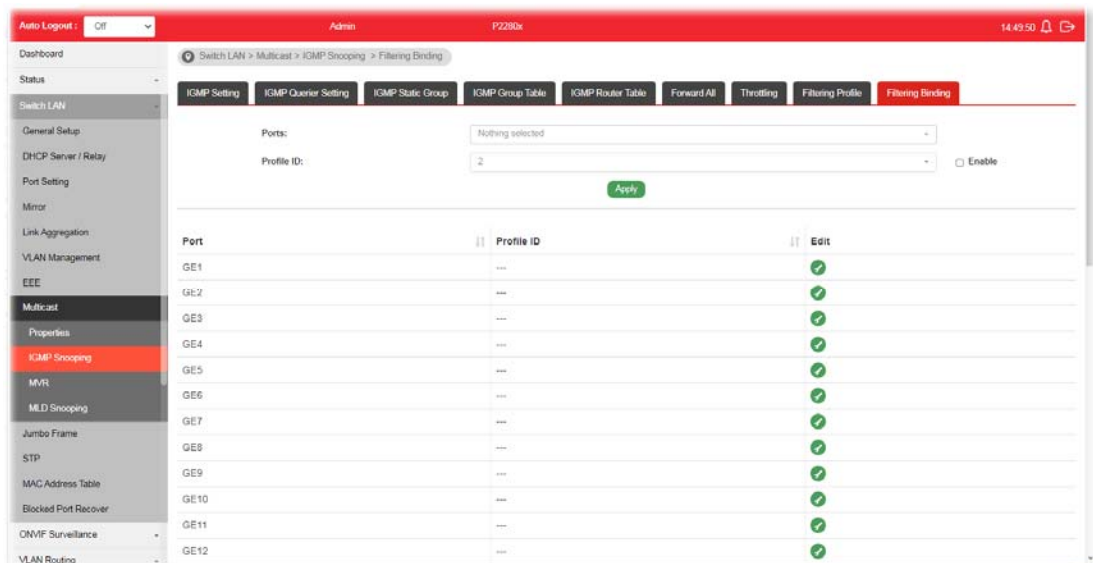 Auto Logout : Off Admin P2280x 14:49:50
Dashboard
Status
Switch LAN
General Setup
DHCP Server / Relay
Port Setting
Mirror
Link Aggregation
VLAN Management
EEE
Multicast
Properties
IGMP Snooping
MVR
MLD Snooping
Jumbo Frame
STP
MAC Address Table
Blocked Port Recover
ONVIF Surveillance
VLAN Routing
Switch LAN > Multicast > IGMP Snooping > Filtering Binding
IGMP Setting IGMP Querier Setting IGMP Static Group IGMP Group Table IGMP Router Table Forward All Throttling Filtering Profile Filtering Binding
Ports: Nothing selected
Profile ID: 2 Enable
Apply
Port Profile ID Edit
GE1 ---
GE2 ---
GE3 ---
GE4 ---
GE5 ---
GE6 ---
GE7 ---
GE8 ---
GE9 ---
GE10 ---
GE11 ---
GE12 ---